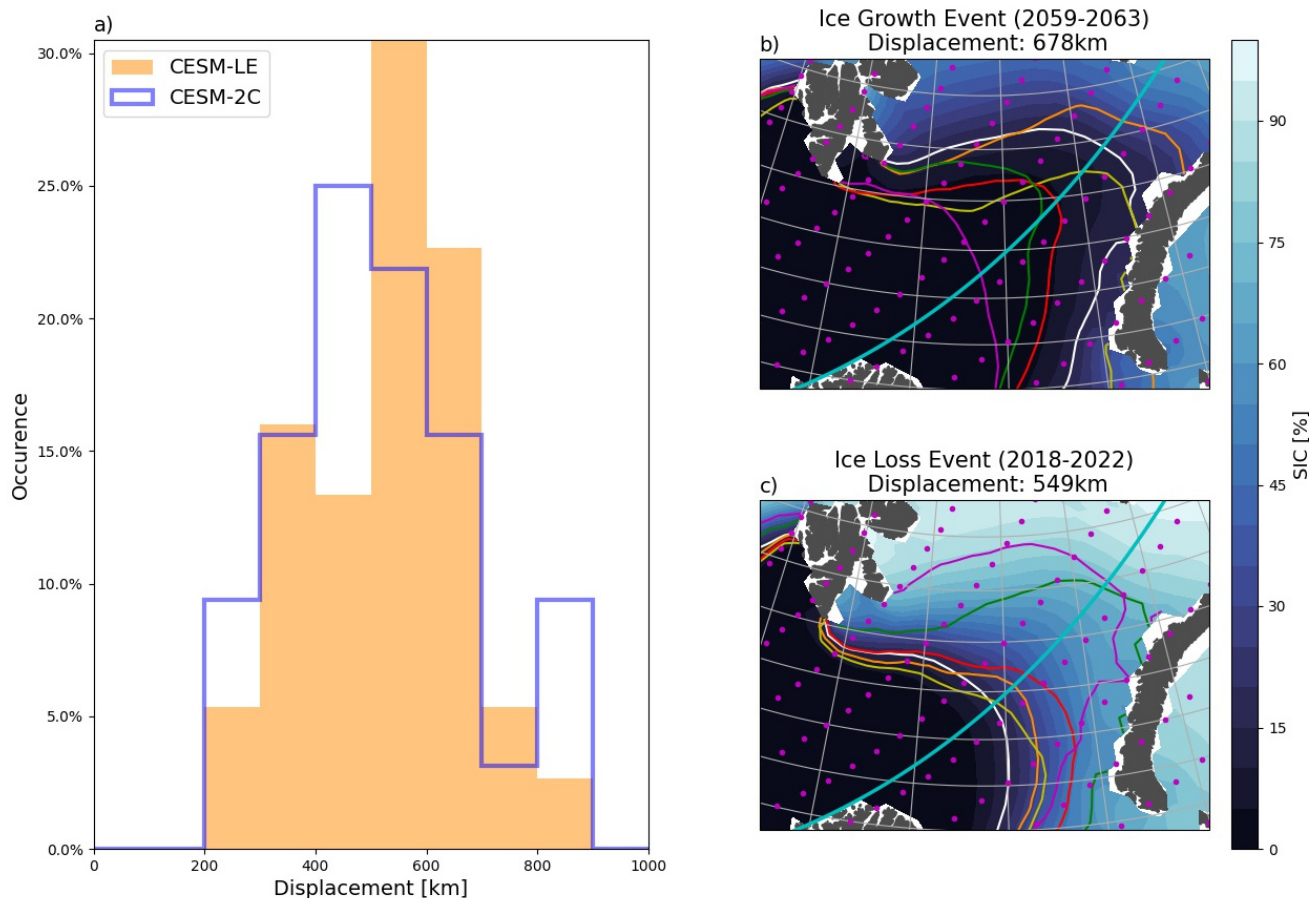 a)
30.0%
25.0%
20.0%
15.0%
10.0%
5.0%
0.0%
Occurence
CESM-LE
CESM-2C
0
200
400
600
800
1000
Displacement [km]
Ice Growth Event (2059-2063)
b) Displacement: 678km
Ice Loss Event (2018-2022)
c) Displacement: 549km
90
75
60
45
30
15
0
SIC [%]